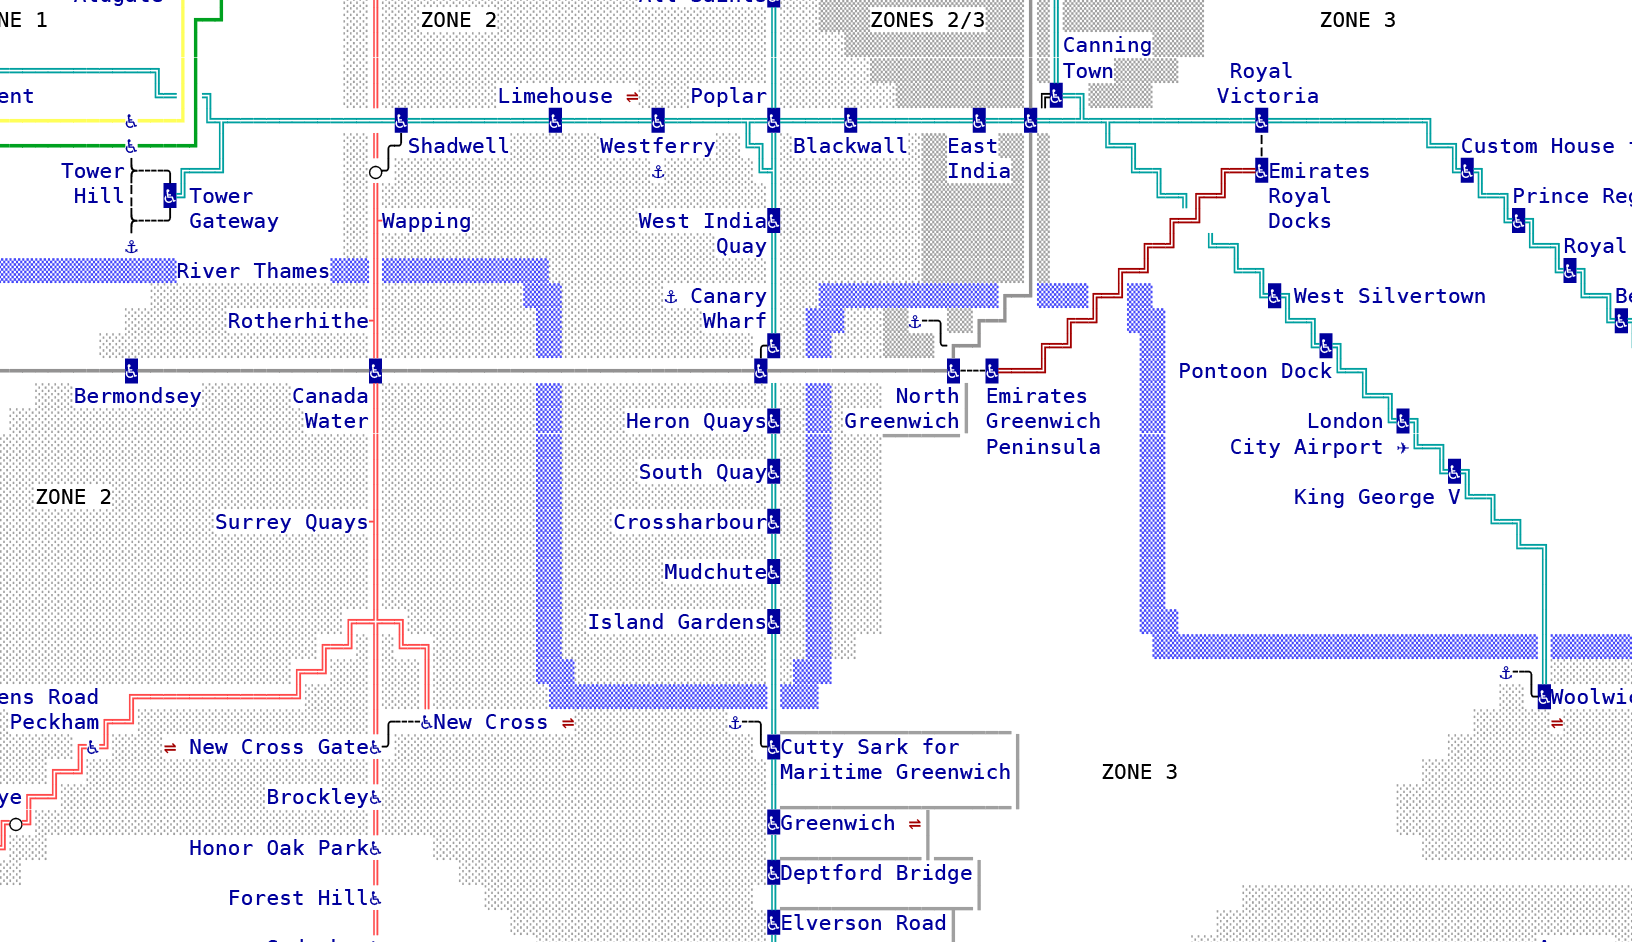 NE 1
ZONE 2
ZONES 2/3
ZONE 3
Canning
Town
Royal
Victoria
ent
Limehouse ⇌
Poplar
Shadwell
Westferry
Blackwall
East
India
Custom House
Tower
Hill
Tower
Gateway
Emirates
Royal
Docks
Prince Reg
Wapping
West India
Quay
Royal
River Thames
Canary
Wharf
West Silvertown
Be
Rotherhithe
Pontoon Dock
Bermondsey
Canada
Water
North
Greenwich
Emirates
Greenwich
Peninsula
Heron Quays
London
City Airport ✈
South Quay
King George V
ZONE 2
Surrey Quays
Crossharbour
Mudchute
Island Gardens
ens Road
Peckham
New Cross ⇌
⇌ New Cross Gate
Woolwic
⇌
Cutty Sark for
Maritime Greenwich
ZONE 3
ye
Brockley
Greenwich ⇌
Honor Oak Park
Deptford Bridge
Forest Hill
Elverson Road